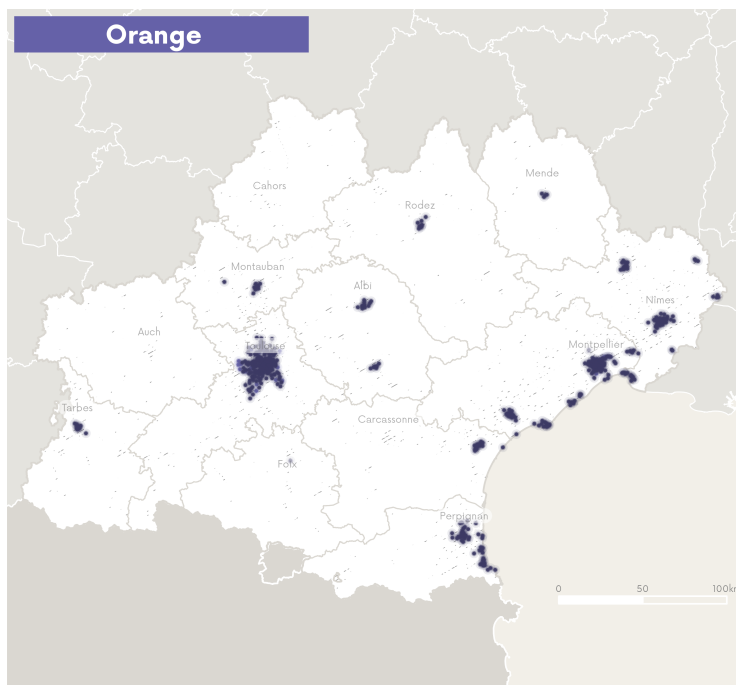 Orange
Mende
Cahors
Rodez
Montauban
Albi
Nîmes
Auch
Toulouse
Montpellier
Tarbes
Carcassonne
Foix
Perpignan
0 50 100km